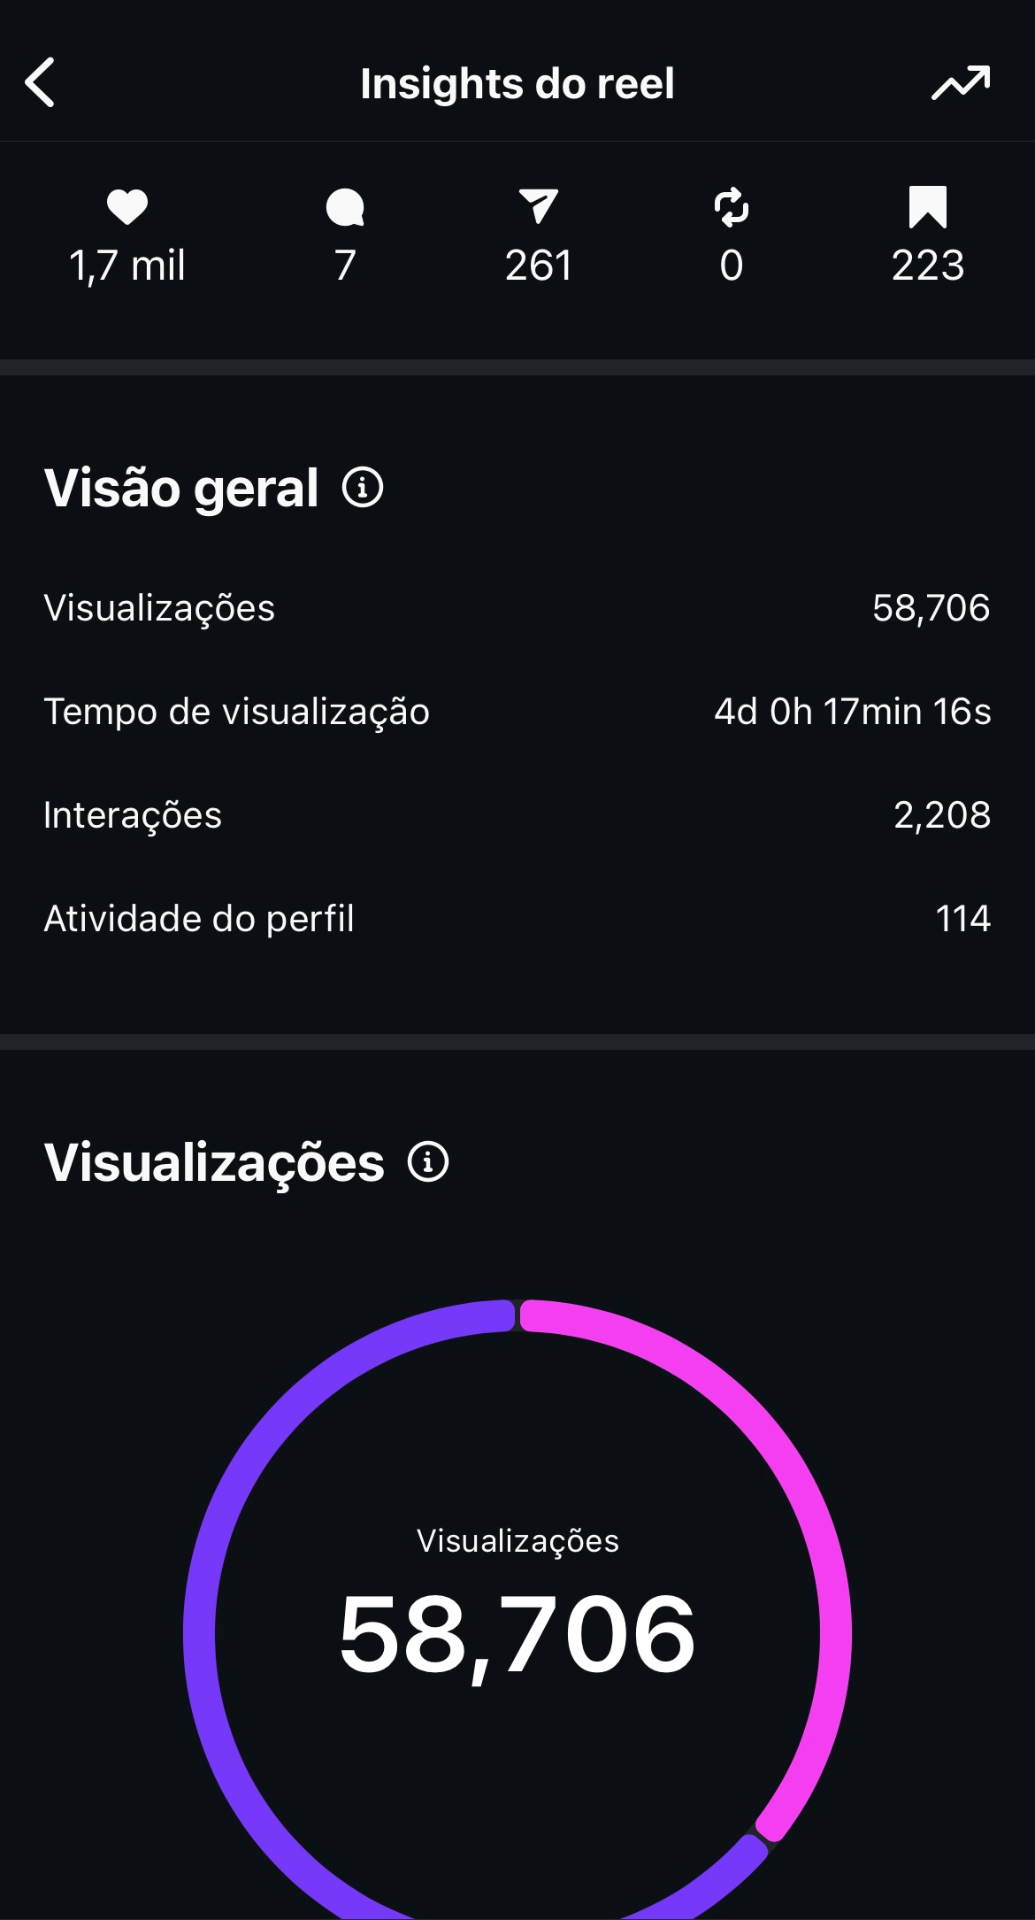 Insights do reel
1,7 mil 7 261 0 223
Visão geral
Visualizações 58,706
Tempo de visualização 4d 0h 17min 16s
Interações 2,208
Atividade do perfil 114
Visualizações
Visualizações
58,706